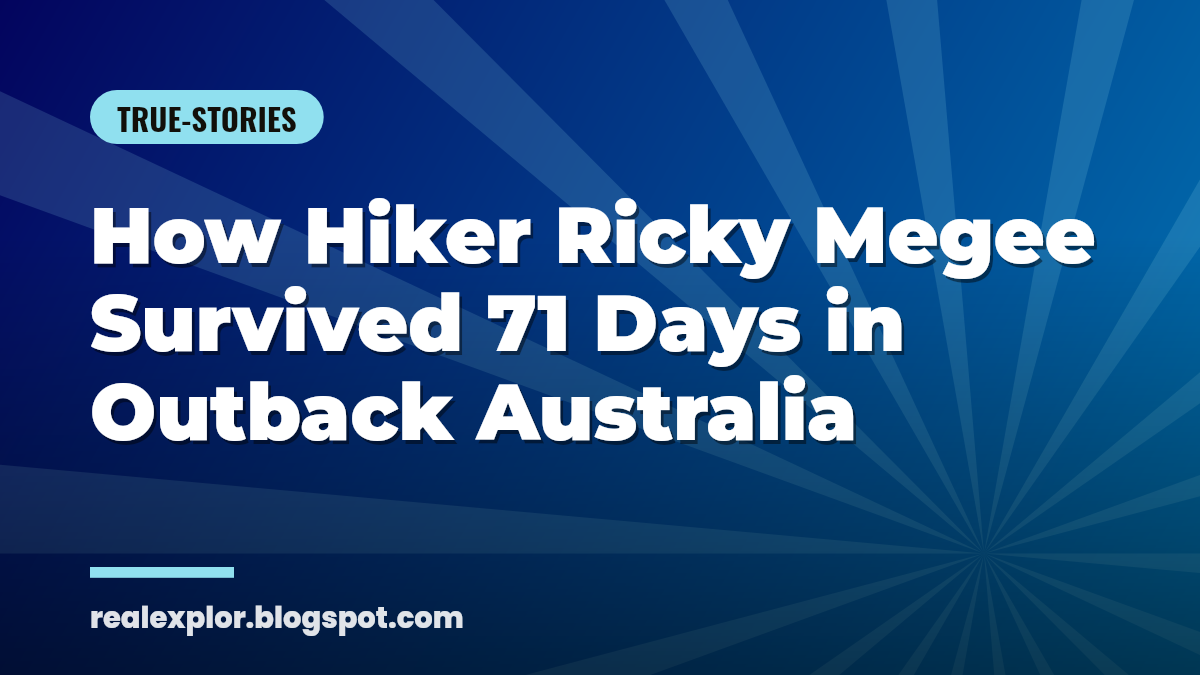 TRUE-STORIES
How Hiker Ricky Megee
Survived 71 Days in
Outback Australia
realexplor.blogspot.com